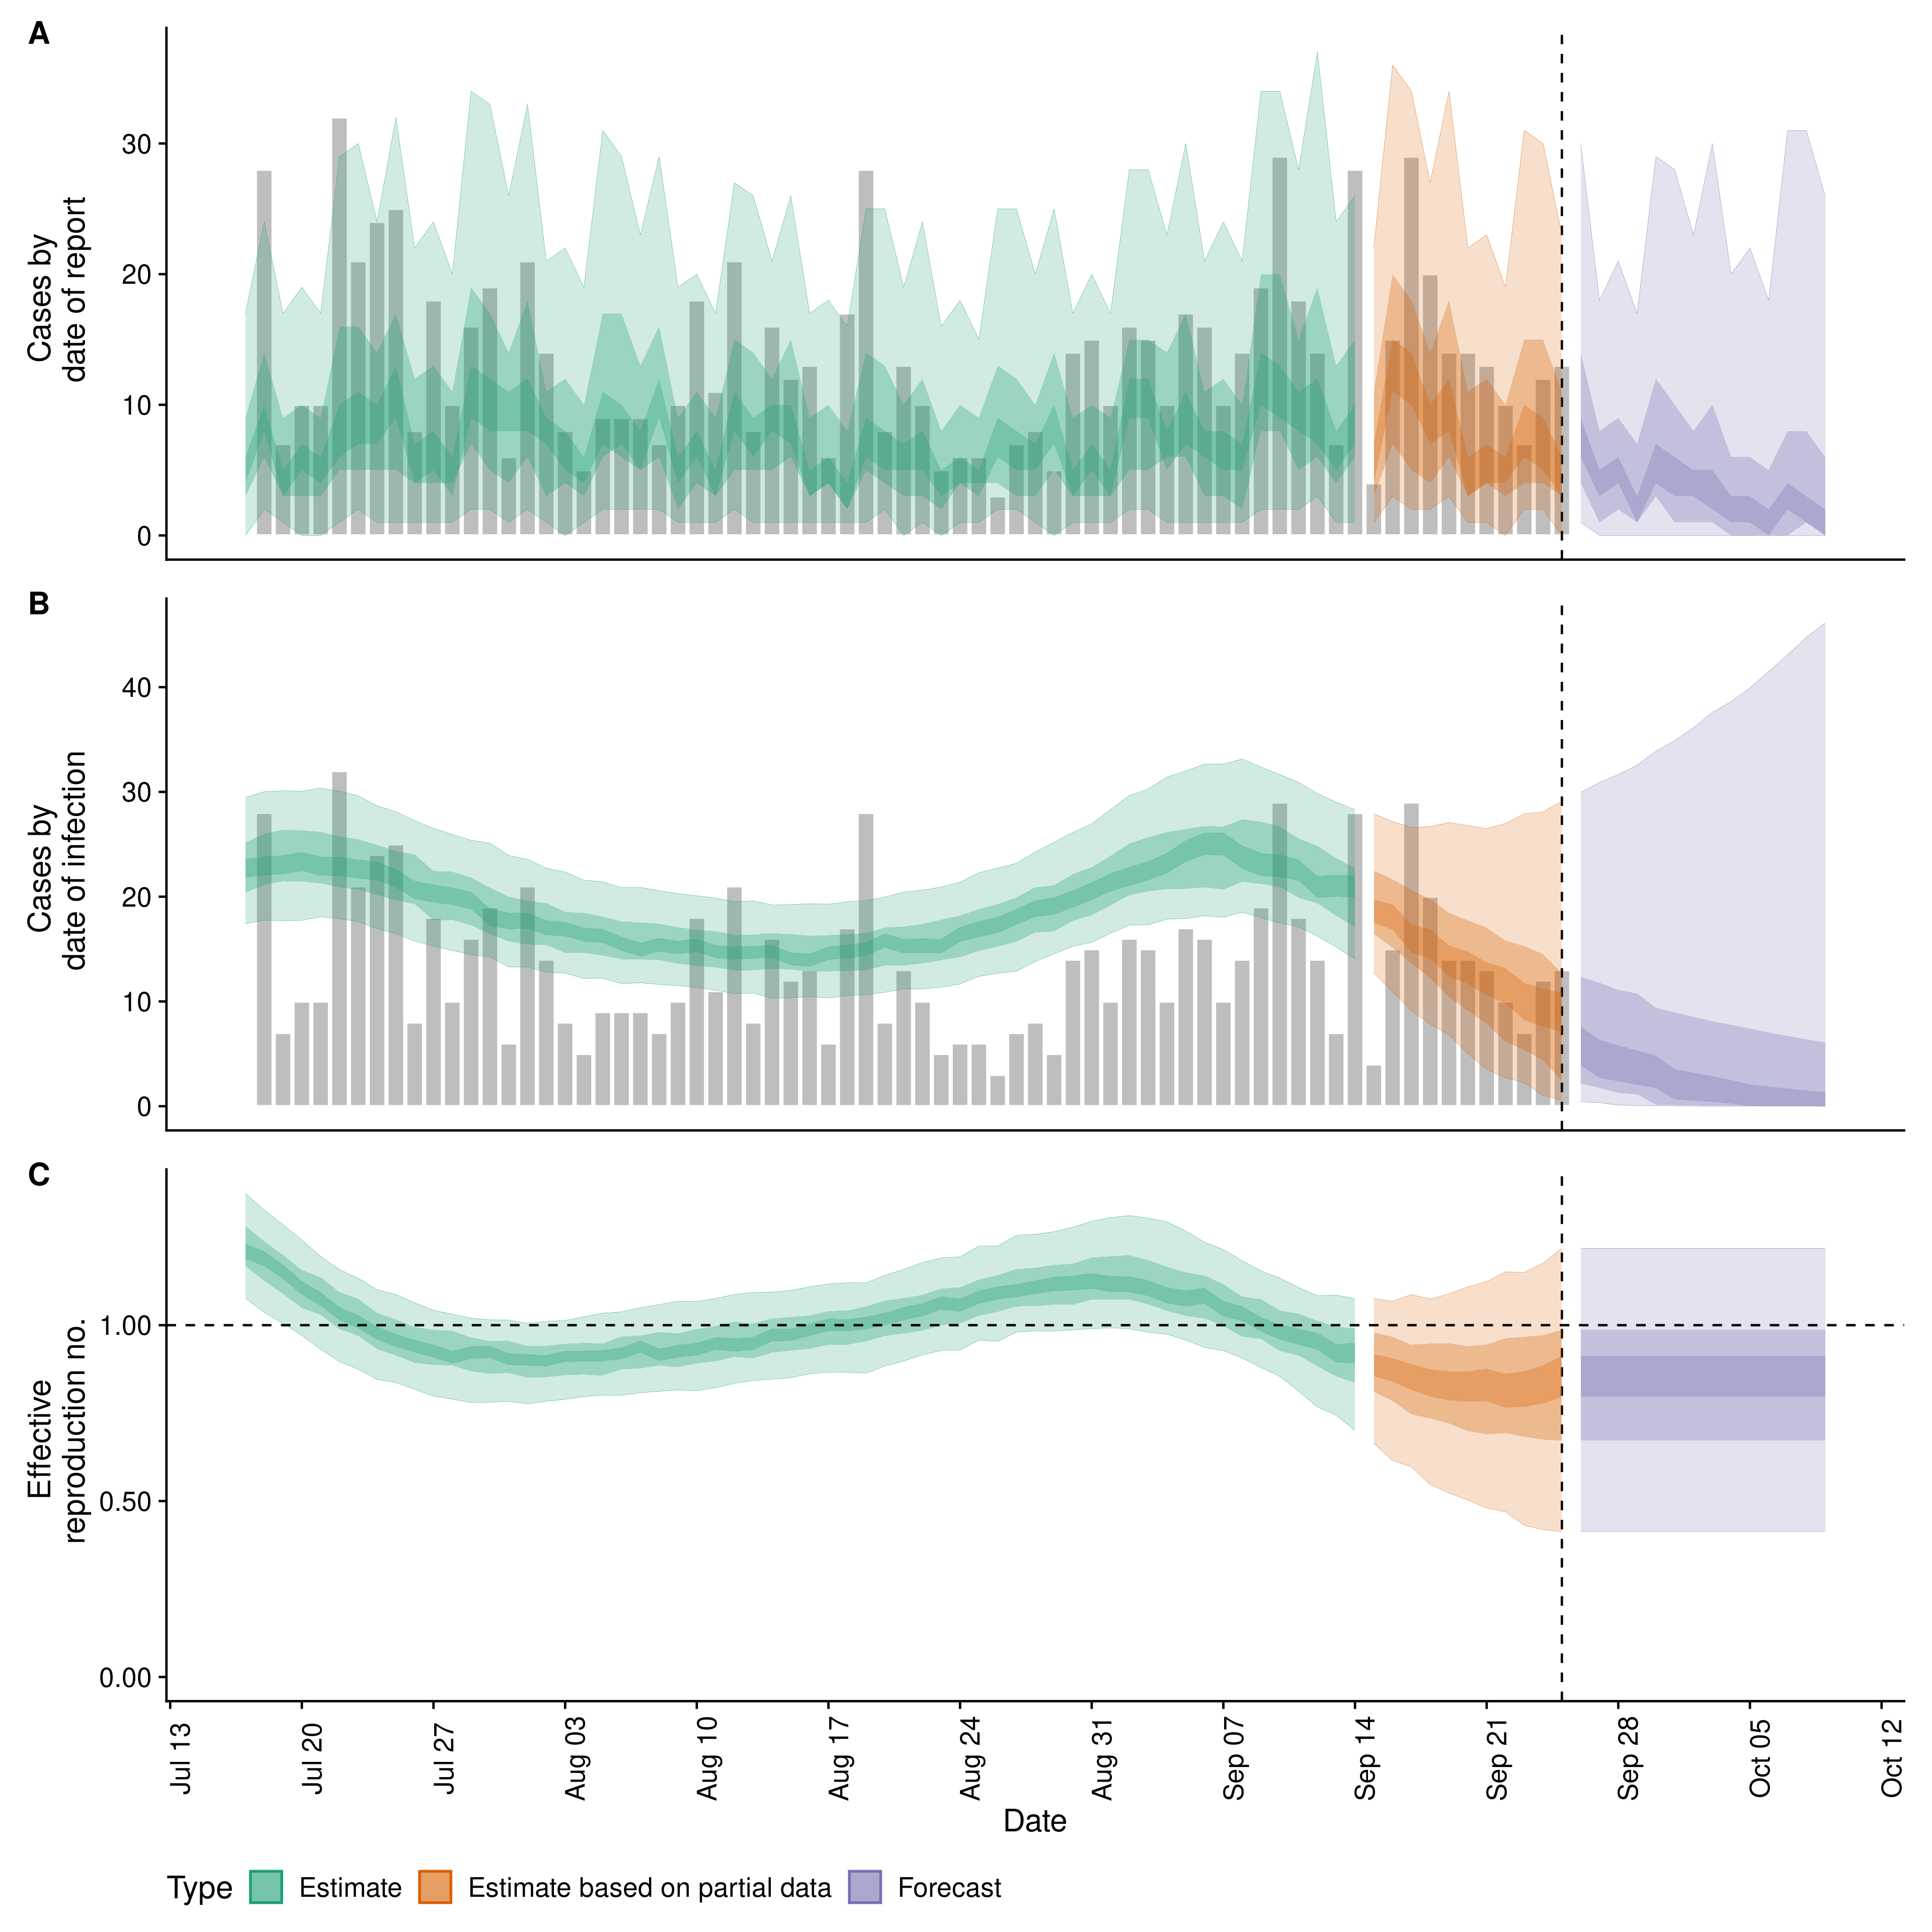 A
Cases by
date of report
30
20
10
0
B
Cases by
date of infection
40
30
20
10
0
C
Effective
reproduction no.
1.00
0.50
0.00
Jul 13
Jul 20
Jul 27
Aug 03
Aug 10
Aug 17
Aug 24
Aug 31
Sep 07
Sep 14
Sep 21
Sep 28
Oct 05
Oct 12
Date
Type Estimate Estimate based on partial data Forecast